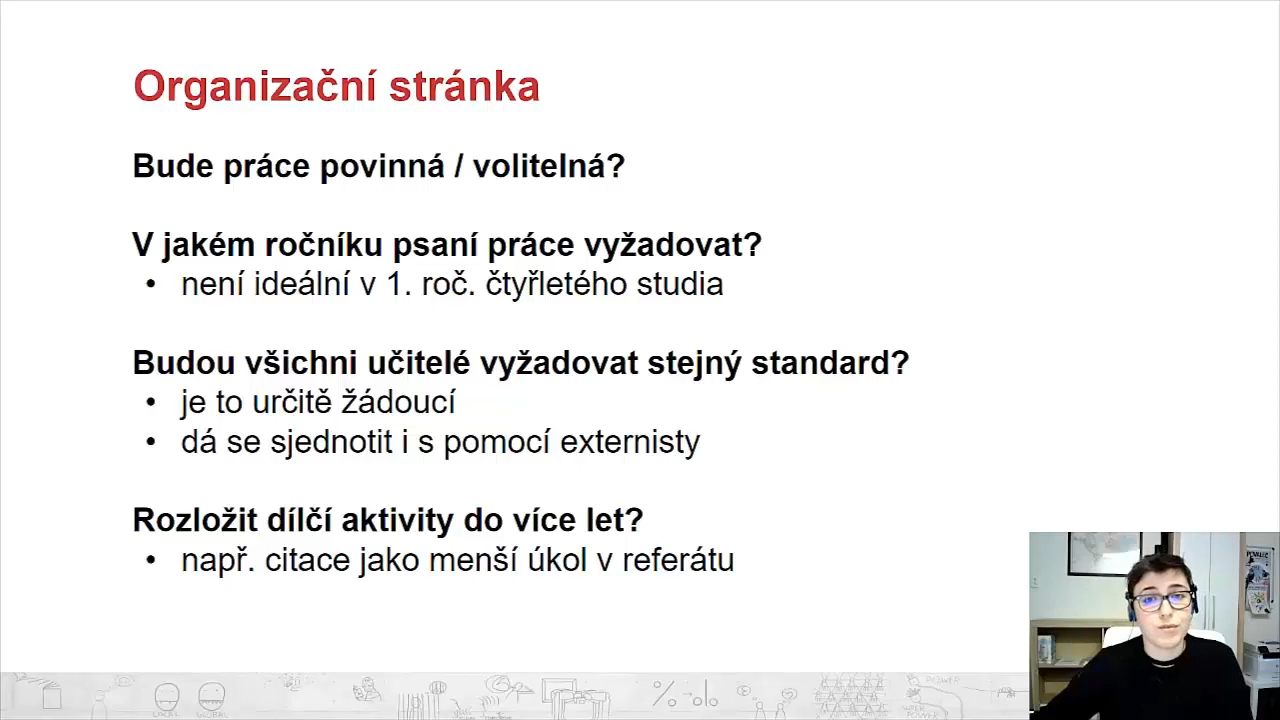 Organizační stránka
Bude práce povinná / volitelná?
V jakém ročníku psaní práce vyžadovat?
• není ideální v 1. roč. čtyřletého studia
Budou všichni učitelé vyžadovat stejný standard?
• je to určitě žádoucí
• dá se sjednotit i s pomocí externisty
Rozložit dílčí aktivity do více let?
• např. citace jako menší úkol v referátu